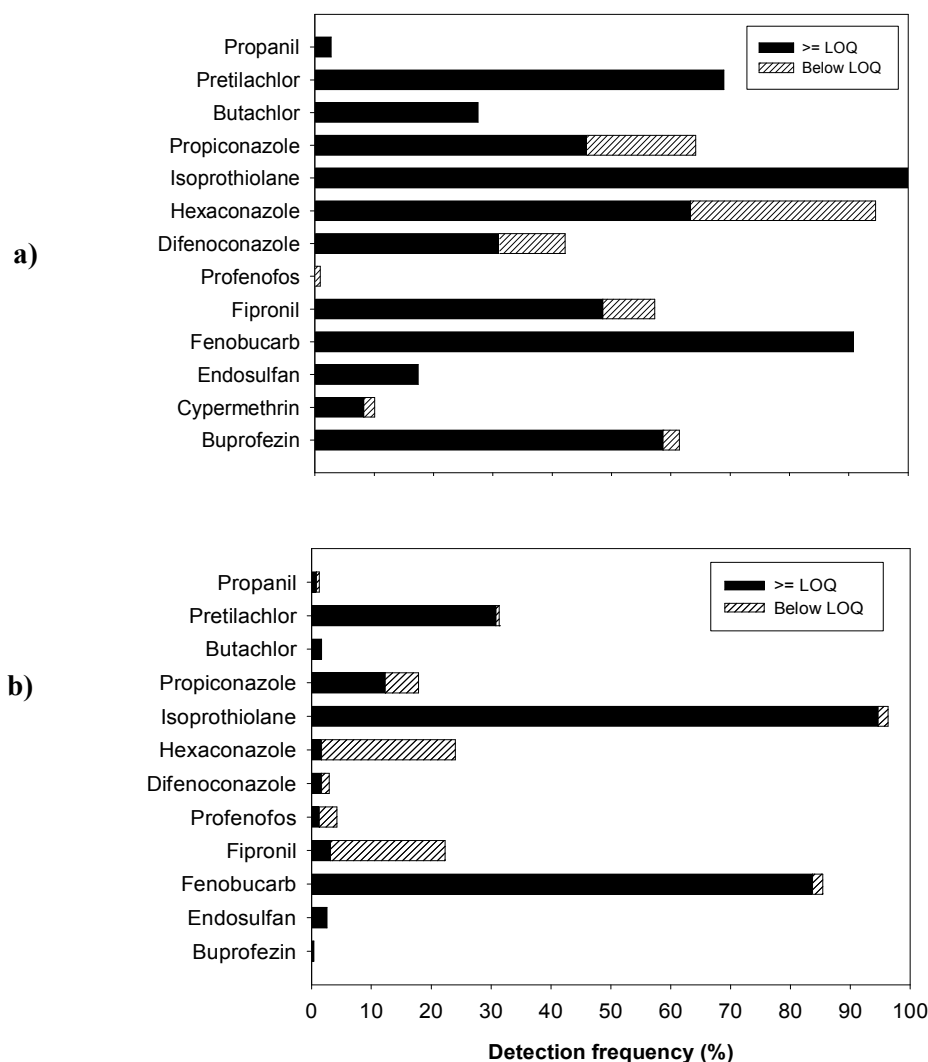 Propanil
>= LOQ
Pretilachlor
Below LOQ
Butachlor
Propiconazole
Isoprothiolane
Hexaconazole
a)
Difenoconazole
Profenofos
Fipronil
Fenobucarb
Endosulfan
Cypermethrin
Buprofezin
Propanil
>= LOQ
Pretilachlor
Below LOQ
Butachlor
b)
Propiconazole
Isoprothiolane
Hexaconazole
Difenoconazole
Profenofos
Fipronil
Fenobucarb
Endosulfan
Buprofezin
0 10 20 30 40 50 60 70 80 90 100
Detection frequency (%)